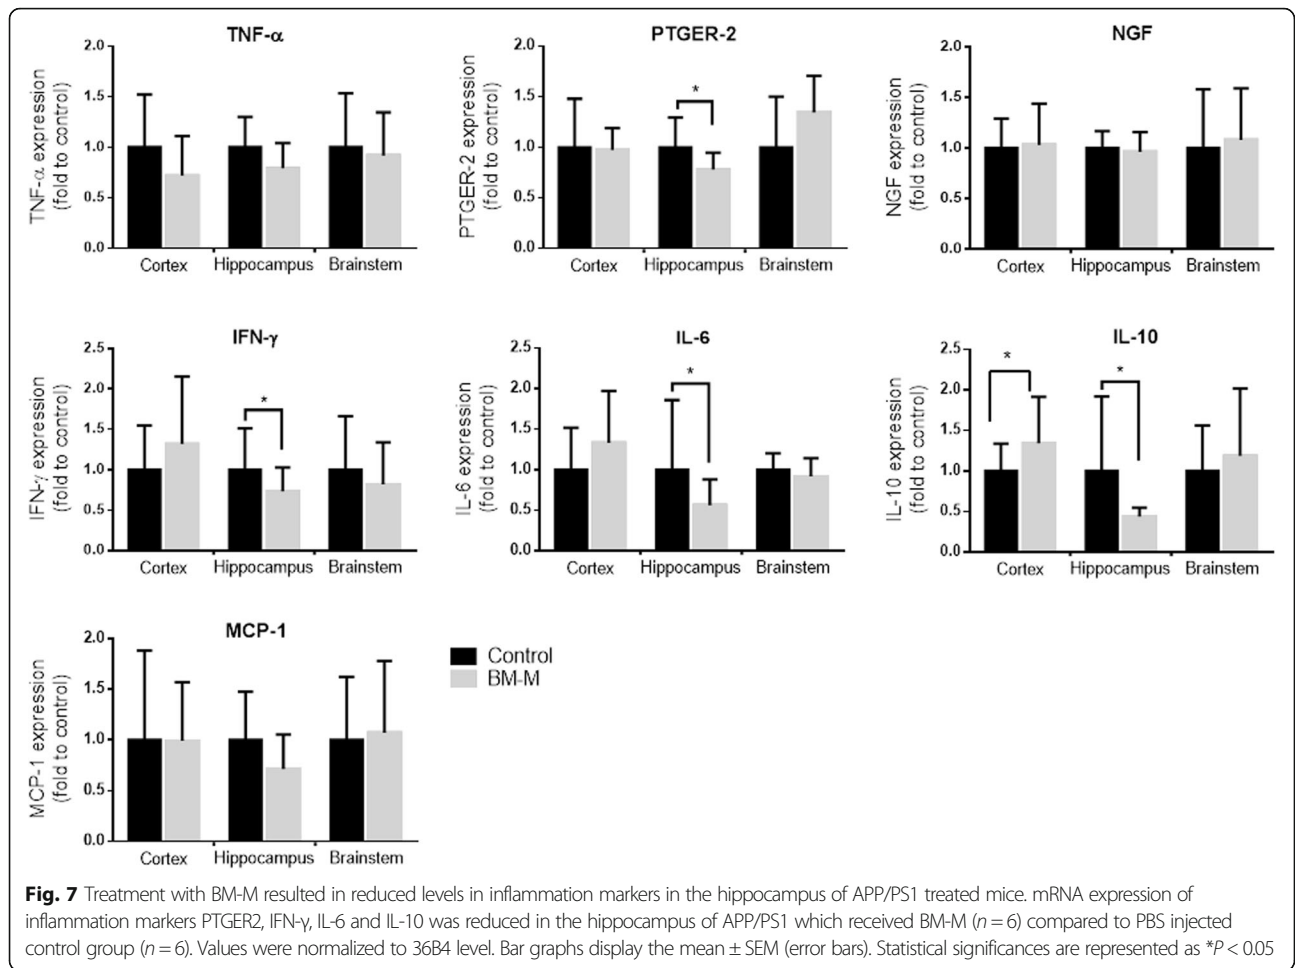 TNF-α
TNF-α expression
(fold to control)
2.0
1.5
1.0
0.5
0.0
Cortex Hippocampus Brainstem
PTGER-2
PTGER-2 expression
(fold to control)
2.0
1.5
1.0
0.5
0.0
*
Cortex Hippocampus Brainstem
NGF
NGF expression
(fold to control)
2.0
1.5
1.0
0.5
0.0
Cortex Hippocampus Brainstem
IFN-γ
IFN-γ expression
(fold to control)
2.5
2.0
1.5
1.0
0.5
0.0
*
Cortex Hippocampus Brainstem
IL-6
IL-6 expression
(fold to control)
2.5
2.0
1.5
1.0
0.5
0.0
*
Cortex Hippocampus Brainstem
IL-10
IL-10 expression
(fold to control)
2.5
2.0
1.5
1.0
0.5
0.0
*
*
Cortex Hippocampus Brainstem
MCP-1
MCP-1 expression
(fold to control)
2.0
1.5
1.0
0.5
0.0
Cortex Hippocampus Brainstem
Control
BM-M
Fig. 7 Treatment with BM-M resulted in reduced levels in inflammation markers in the hippocampus of APP/PS1 treated mice. mRNA expression of
inflammation markers PTGER2, IFN-γ, IL-6 and IL-10 was reduced in the hippocampus of APP/PS1 which received BM-M (n = 6) compared to PBS injected
control group (n = 6). Values were normalized to 36B4 level. Bar graphs display the mean ± SEM (error bars). Statistical significances are represented as *P < 0.05